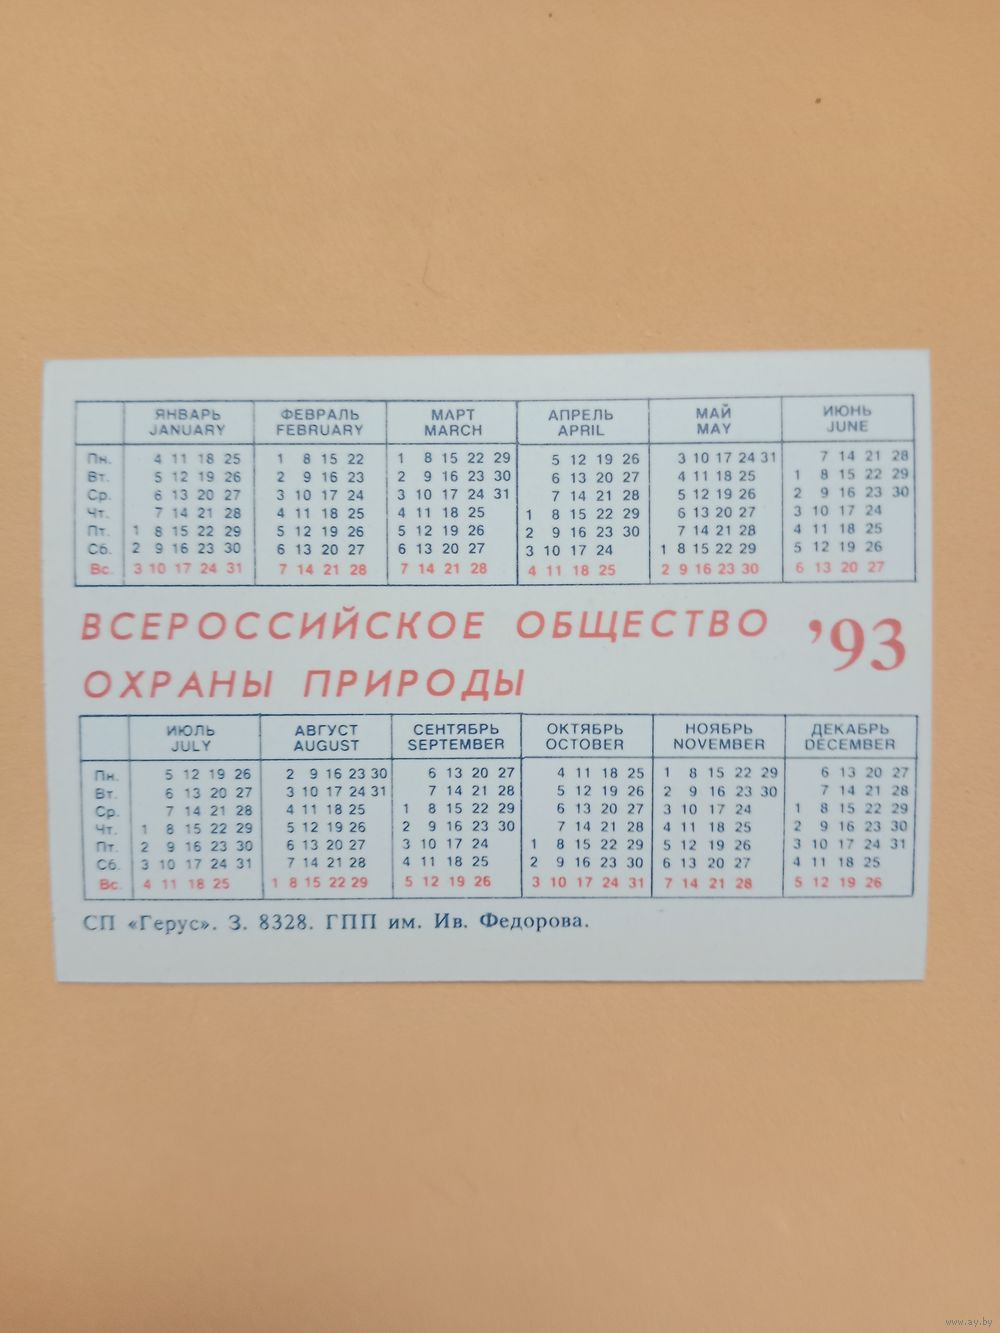 ЯНВАРЬ ФЕВРАЛЬ МАРТ АПРЕЛЬ МАЙ ИЮНЬ
JANUARY FEBRUARY MARCH APRIL MAY JUNE
Пн. 4 11 18 25 1 8 15 22 1 8 15 22 29 5 12 19 26 3 10 17 24 31 7 14 21 28
Вт. 5 12 19 26 2 9 16 23 2 9 16 23 30 6 13 20 27 4 11 18 25 1 8 15 22 29
Ср. 6 13 20 27 3 10 17 24 3 10 17 24 31 7 14 21 28 5 12 19 26 2 9 16 23 30
Чт. 7 14 21 28 4 11 18 25 4 11 18 25 1 8 15 22 29 6 13 20 27 3 10 17 24
Пт. 1 8 15 22 29 5 12 19 26 5 12 19 26 2 9 16 23 30 7 14 21 28 4 11 18 25
Сб. 2 9 16 23 30 6 13 20 27 6 13 20 27 3 10 17 24 1 8 15 22 29 5 12 19 26
Вс. 3 10 17 24 31 7 14 21 28 7 14 21 28 4 11 18 25 2 9 16 23 30 6 13 20 27
ВСЕРОССИЙСКОЕ ОБЩЕСТВО
ОХРАНЫ ПРИРОДЫ
’93
ИЮЛЬ АВГУСТ СЕНТЯБРЬ ОКТЯБРЬ НОЯБРЬ ДЕКАБРЬ
JULY AUGUST SEPTEMBER OCTOBER NOVEMBER DECEMBER
Пн. 5 12 19 26 2 9 16 23 30 6 13 20 27 4 11 18 25 1 8 15 22 29 6 13 20 27
Вт. 6 13 20 27 3 10 17 24 31 7 14 21 28 5 12 19 26 2 9 16 23 30 7 14 21 28
Ср. 7 14 21 28 4 11 18 25 1 8 15 22 29 6 13 20 27 3 10 17 24 1 8 15 22 29
Чт. 1 8 15 22 29 5 12 19 26 2 9 16 23 30 7 14 21 28 4 11 18 25 2 9 16 23 30
Пт. 2 9 16 23 30 6 13 20 27 3 10 17 24 1 8 15 22 29 5 12 19 26 3 10 17 24 31
Сб. 3 10 17 24 31 7 14 21 28 4 11 18 25 2 9 16 23 30 6 13 20 27 4 11 18 25
Вс. 4 11 18 25 1 8 15 22 29 5 12 19 26 3 10 17 24 31 7 14 21 28 5 12 19 26
СП «Герус». З. 8328. ГПП им. Ив. Федорова.
www.ay.by